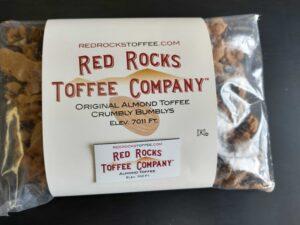 REDROCKSTOFFEE.COM
RED ROCKS
TOFFEE COMPANY™
ORIGINAL ALMOND TOFFEE
CRUMBLY BUMBLYS
ELEV. 7011 FT.
REDROCKSTOFFEE.COM
RED ROCKS
TOFFEE COMPANY
ALMOND TOFFEE